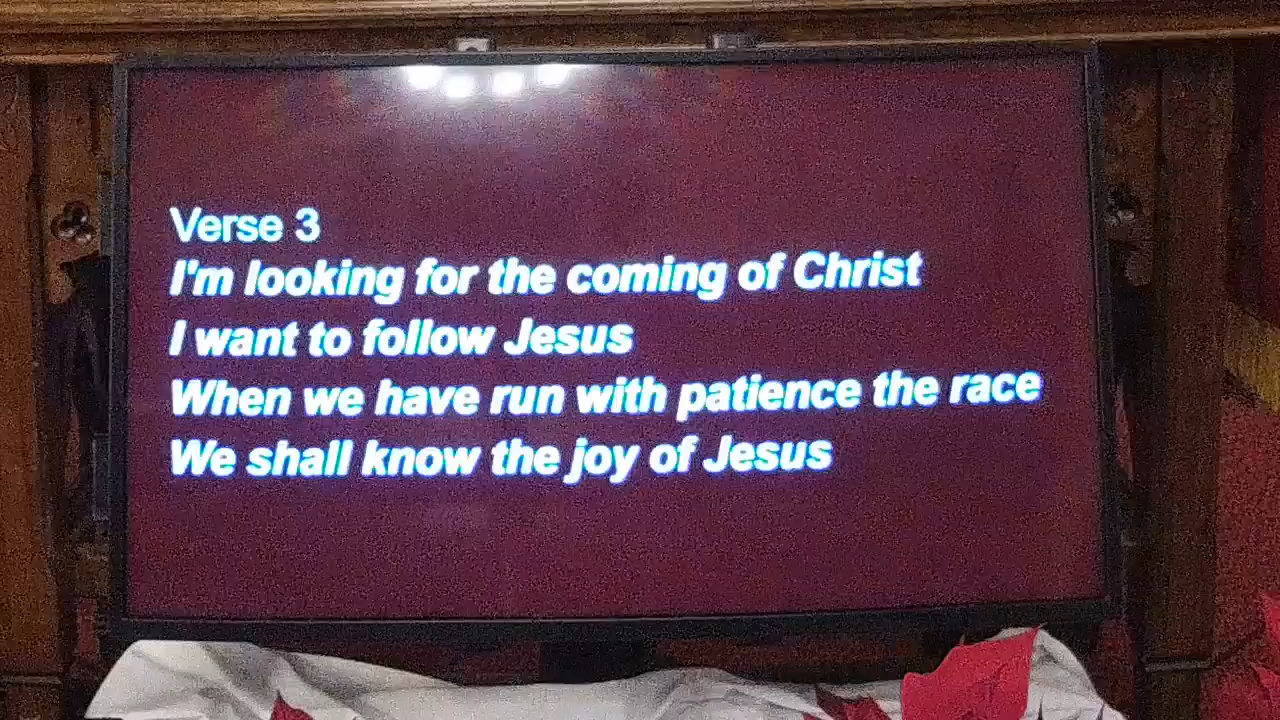 Verse 3
I'm looking for the coming of Christ
I want to follow Jesus
When we have run with patience the race
We shall know the joy of Jesus